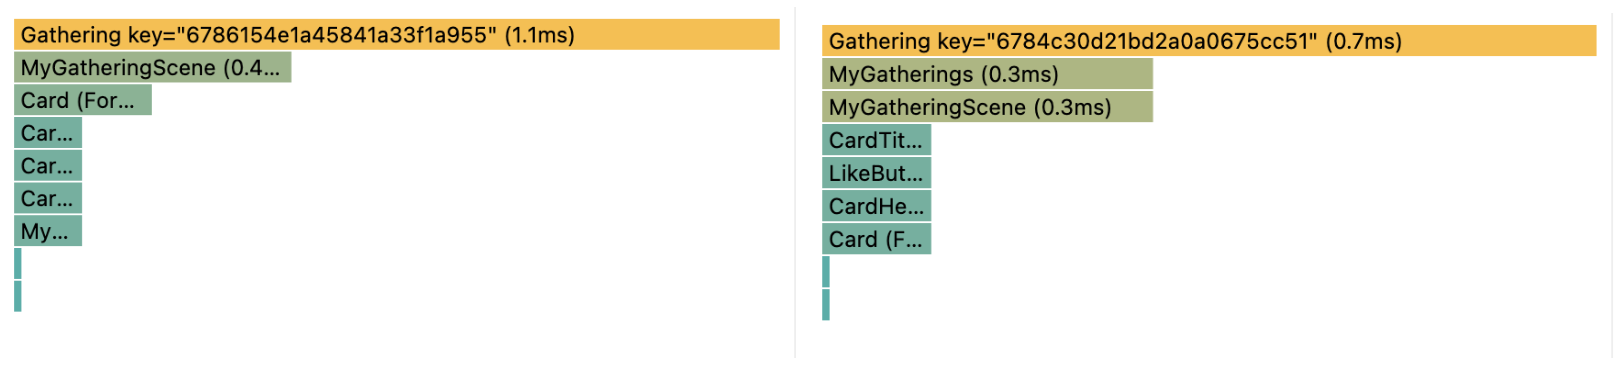 Gathering key="6786154e1a45841a33f1a955" (1.1ms)
MyGatheringScene (0.4...
Card (For...
Car...
Car...
Car...
My...
Gathering key="6784c30d21bd2a0a0675cc51" (0.7ms)
MyGatherings (0.3ms)
MyGatheringScene (0.3ms)
CardTit...
LikeBut...
CardHe...
Card (F...